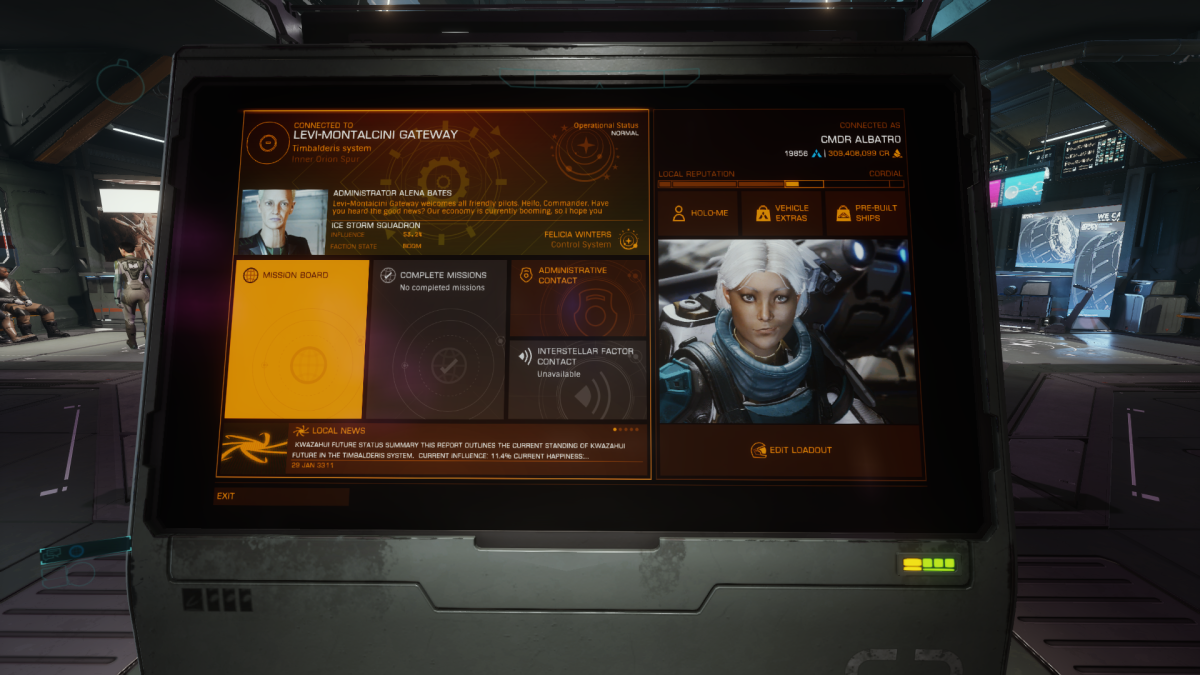 CONNECTED TO
LEVI-MONTALCINI GATEWAY
Timbalderis system
Inner Orion Spur
Operational Status
NORMAL
ADMINISTRATOR ALENA BATES
Levi-Montalcini Gateway welcomes all friendly pilots. Hello, Commander. Have
you heard the good news? Our economy is currently booming, so I hope you
ICE STORM SQUADRON
INFLUENCE
FACTION STATE BOOM
FELICIA WINTERS
Control System
MISSION BOARD
COMPLETE MISSIONS
No completed missions
ADMINISTRATIVE
CONTACT
INTERSTELLAR FACTOR
CONTACT
Unavailable
LOCAL NEWS
KWAZAHUI FUTURE STATUS SUMMARY THIS REPORT OUTLINES THE CURRENT STANDING OF KWAZAHUI
FUTURE IN THE TIMBALDERIS SYSTEM. CURRENT INFLUENCE: 11.4% CURRENT HAPPINESS:...
29 JAN 3311
EXIT
CONNECTED AS
CMDR ALBATRO
19856 | 309,408,099 CR
LOCAL REPUTATION
CORDIAL
HOLO-ME
VEHICLE
EXTRAS
PRE-BUILT
SHIPS
EDIT LOADOUT
WE CA